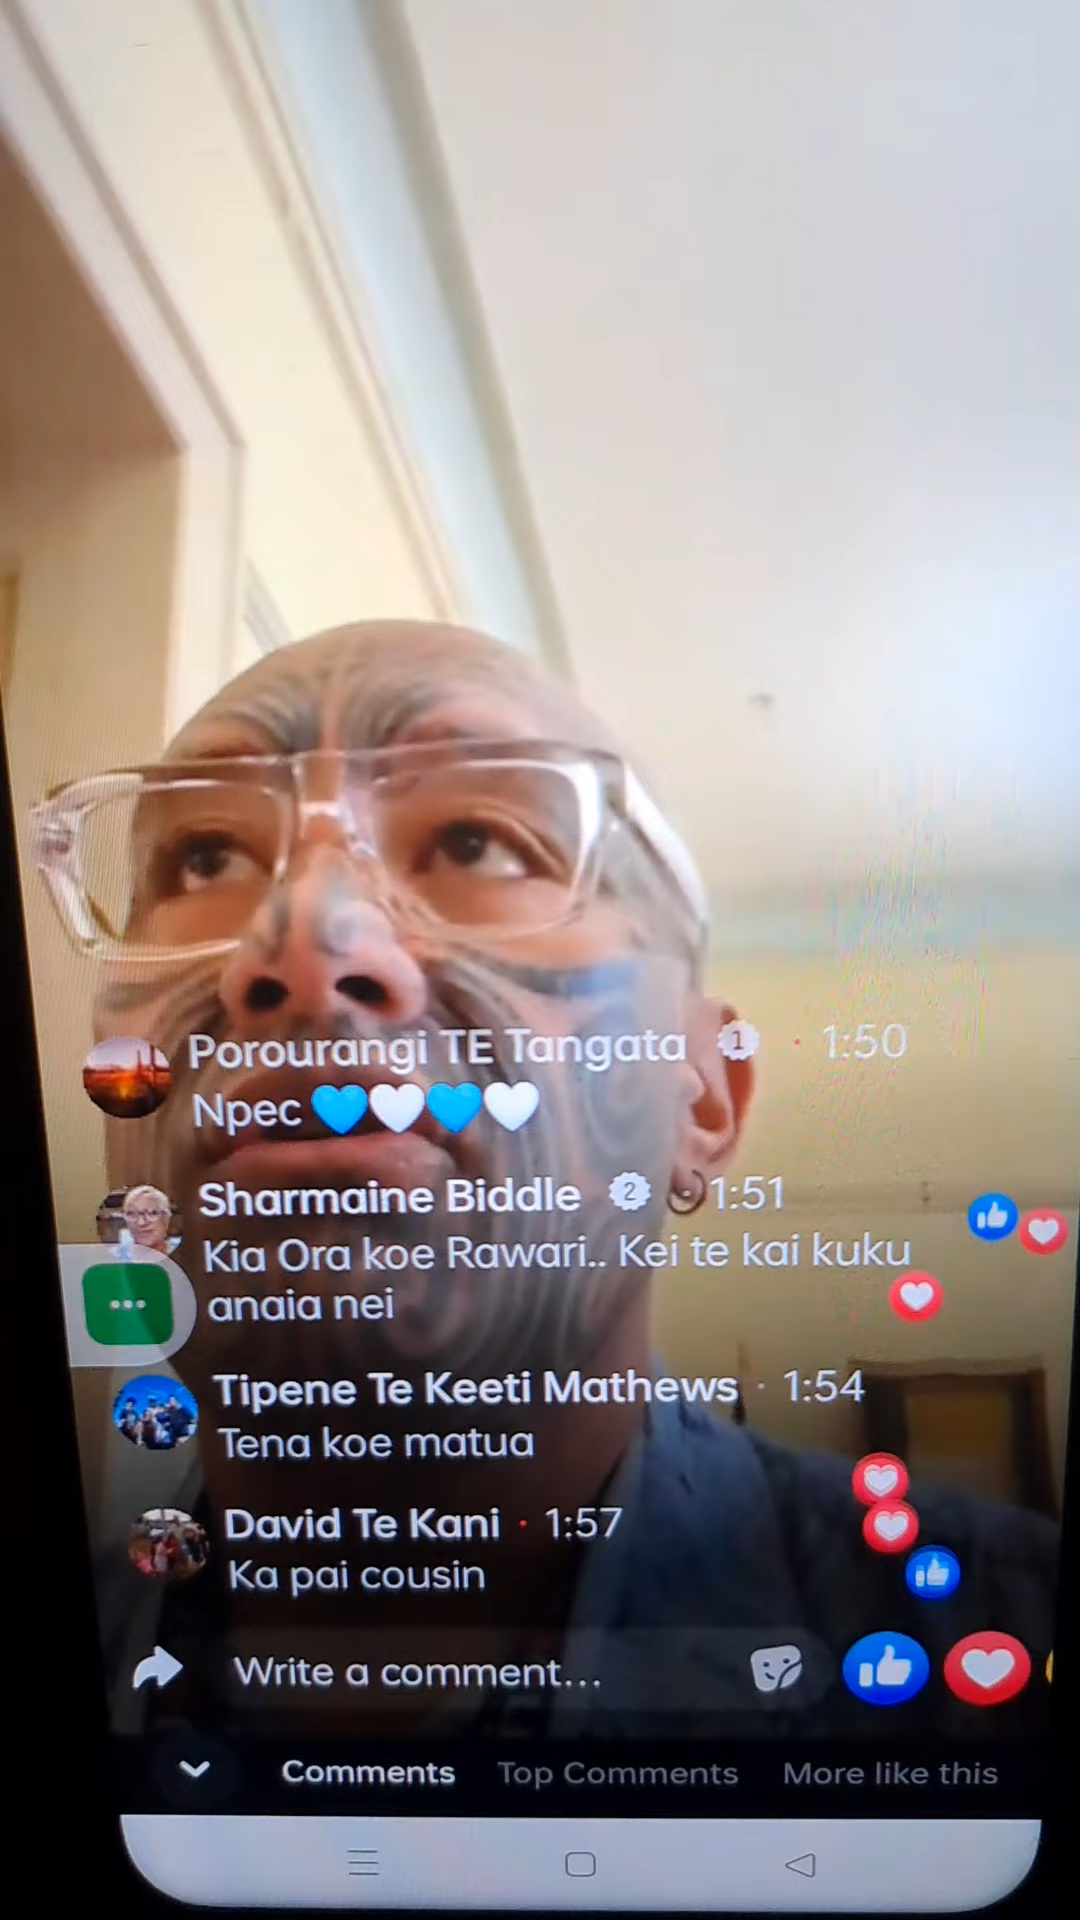 Porourangi TE Tangata 1 · 1:50
Npec 💙🤍💙🤍
Sharmaine Biddle 2 · 1:51
Kia Ora koe Rawari.. Kei te kai kuku
anaia nei
Tipene Te Keeti Mathews · 1:54
Tena koe matua
David Te Kani · 1:57
Ka pai cousin
Write a comment...
Comments Top Comments More like this